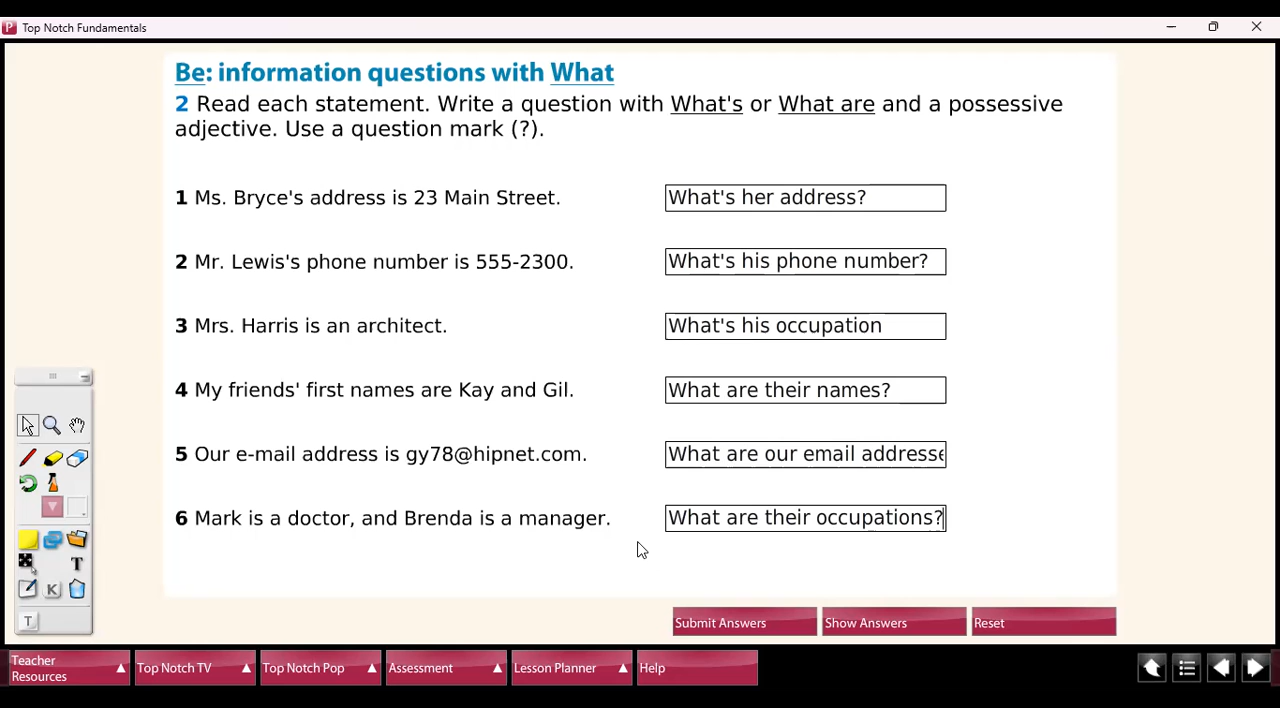 Top Notch Fundamentals
Be: information questions with What
2 Read each statement. Write a question with What's or What are and a possessive
adjective. Use a question mark (?).
1 Ms. Bryce's address is 23 Main Street.
What's her address?
2 Mr. Lewis's phone number is 555-2300.
What's his phone number?
3 Mrs. Harris is an architect.
What's his occupation
4 My friends' first names are Kay and Gil.
What are their names?
5 Our e-mail address is gy78@hipnet.com.
What are our email addresse
6 Mark is a doctor, and Brenda is a manager.
What are their occupations?
T
K
T
Submit Answers
Show Answers
Reset
Teacher
Resources
Top Notch TV
Top Notch Pop
Assessment
Lesson Planner
Help